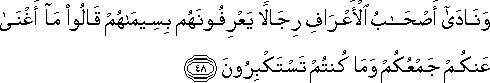 وَنَادَىٰٓ أَصْحَـٰبُ ٱلْأَعْرَافِ رِجَالًا يَعْرِفُونَهُم بِسِيمَىٰهُمْ قَالُوا۟ مَآ أَغْنَىٰ
عَنكُمْ جَمْعُكُمْ وَمَا كُنتُمْ تَسْتَكْبِرُونَ ﴿٤٨﴾